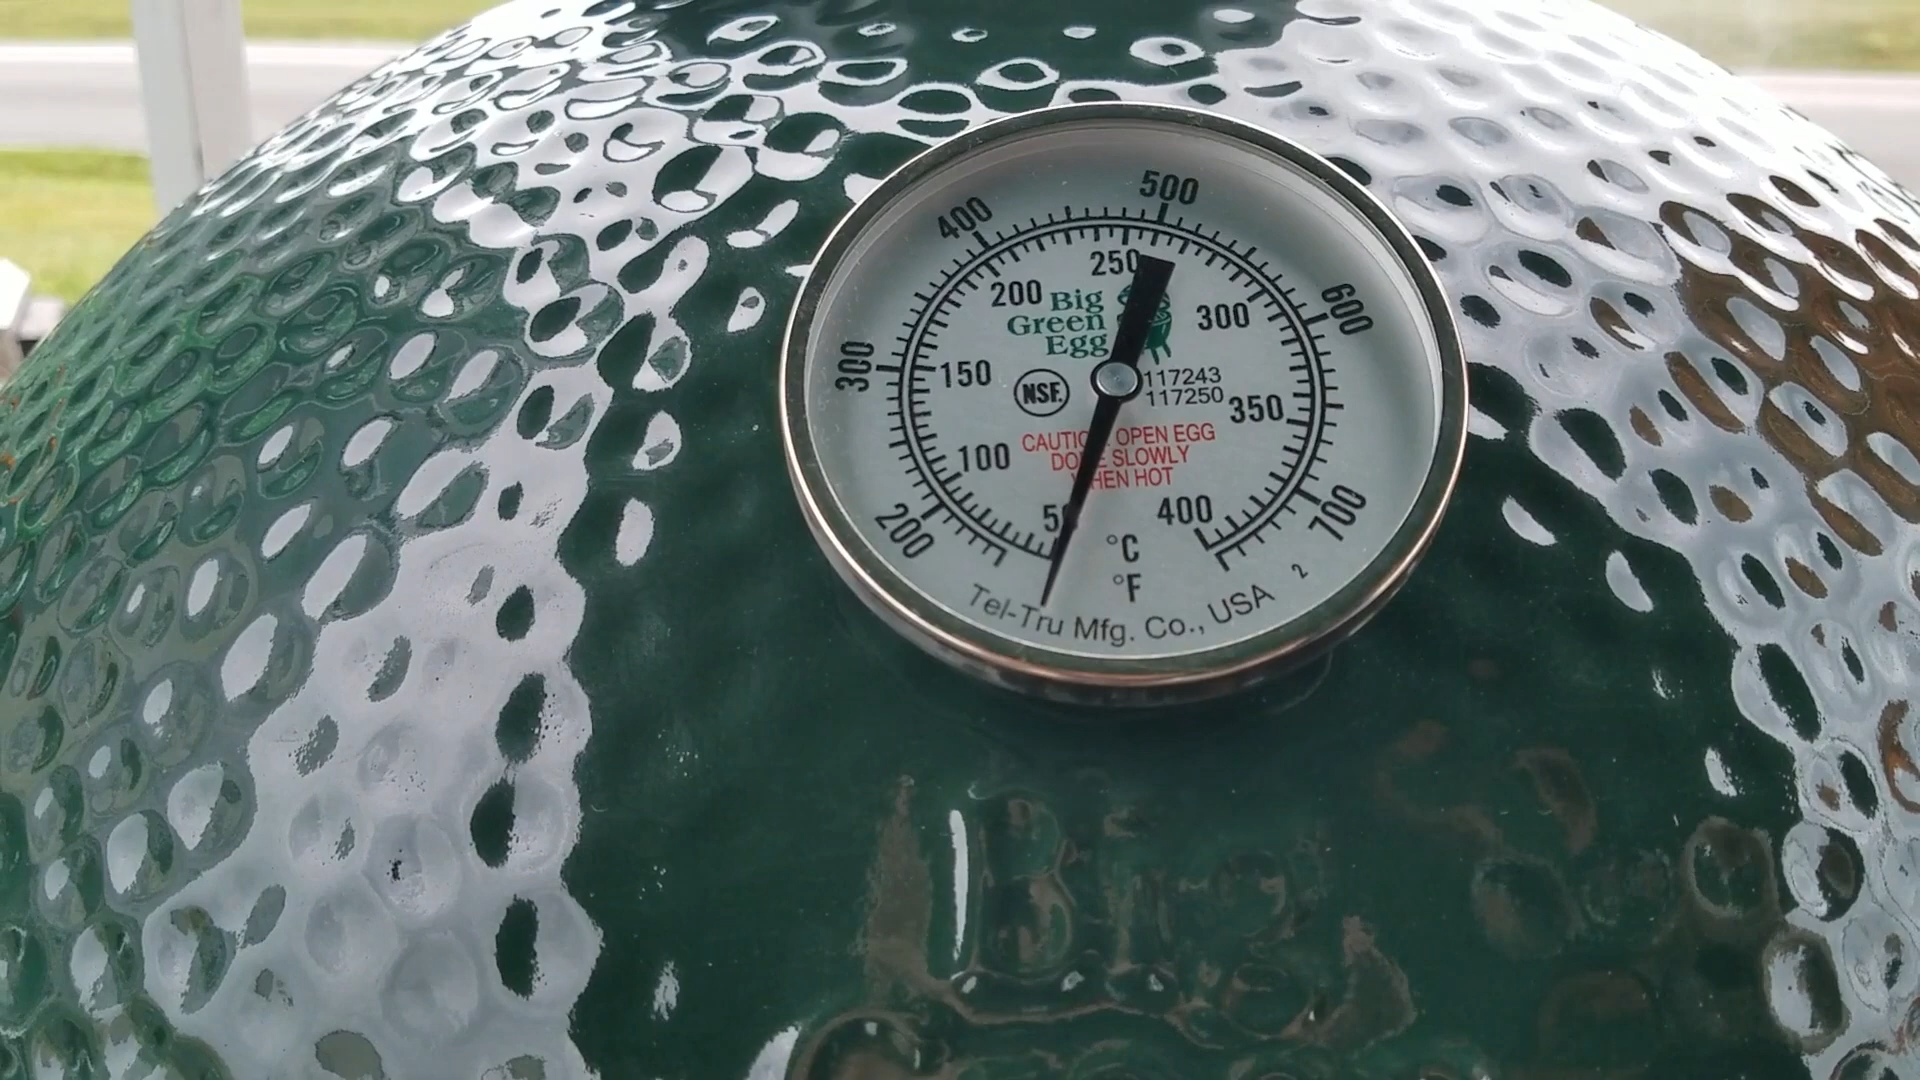 500
400
600
300
700
200
250
200
300
150
350
100
400
50
Big
Green
Egg
NSF.
117243
117250
CAUTION OPEN EGG
DOME SLOWLY
WHEN HOT
°C
°F
Tel-Tru Mfg. Co., USA 2